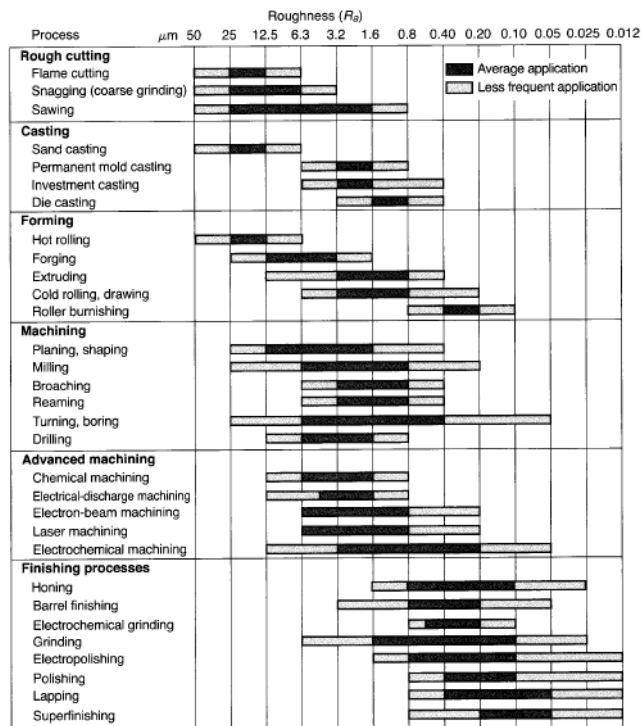 Roughness (Ra)
Process μm 50 25 12.5 6.3 3.2 1.6 0.8 0.40 0.20 0.10 0.05 0.025 0.012
Rough cutting
Flame cutting
Snagging (coarse grinding)
Sawing
Average application
Less frequent application
Casting
Sand casting
Permanent mold casting
Investment casting
Die casting
Forming
Hot rolling
Forging
Extruding
Cold rolling, drawing
Roller burnishing
Machining
Planing, shaping
Milling
Broaching
Reaming
Turning, boring
Drilling
Advanced machining
Chemical machining
Electrical-discharge machining
Electron-beam machining
Laser machining
Electrochemical machining
Finishing processes
Honing
Barrel finishing
Electrochemical grinding
Grinding
Electropolishing
Polishing
Lapping
Superfinishing